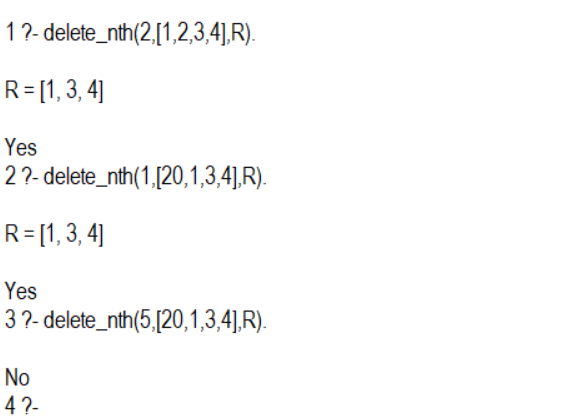 1 ?- delete_nth(2,[1,2,3,4],R).
R = [1, 3, 4]
Yes
2 ?- delete_nth(1,[20,1,3,4],R).
R = [1, 3, 4]
Yes
3 ?- delete_nth(5,[20,1,3,4],R).
No
4 ?-